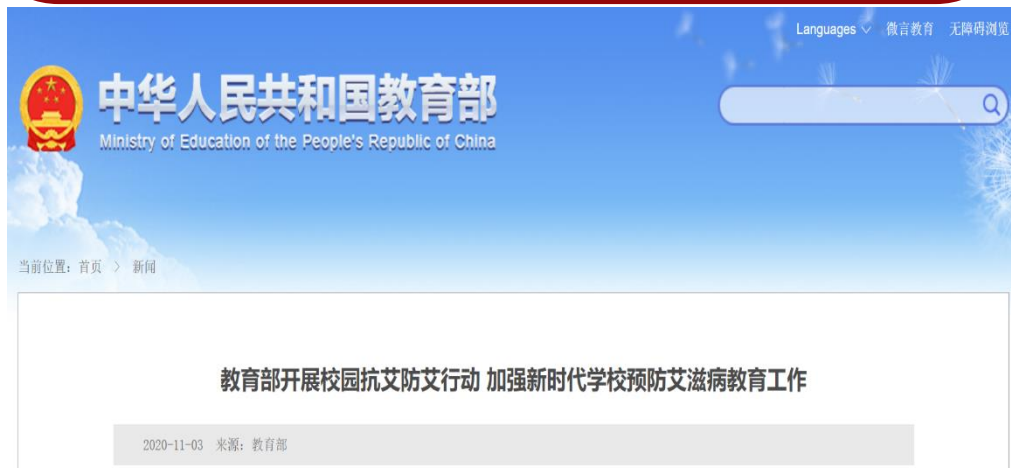 Languages 微言教育 无障碍浏览
中华人民共和国教育部
Ministry of Education of the People's Republic of China
当前位置：首页 > 新闻
教育部开展校园抗艾防艾行动 加强新时代学校预防艾滋病教育工作
2020-11-03 来源：教育部